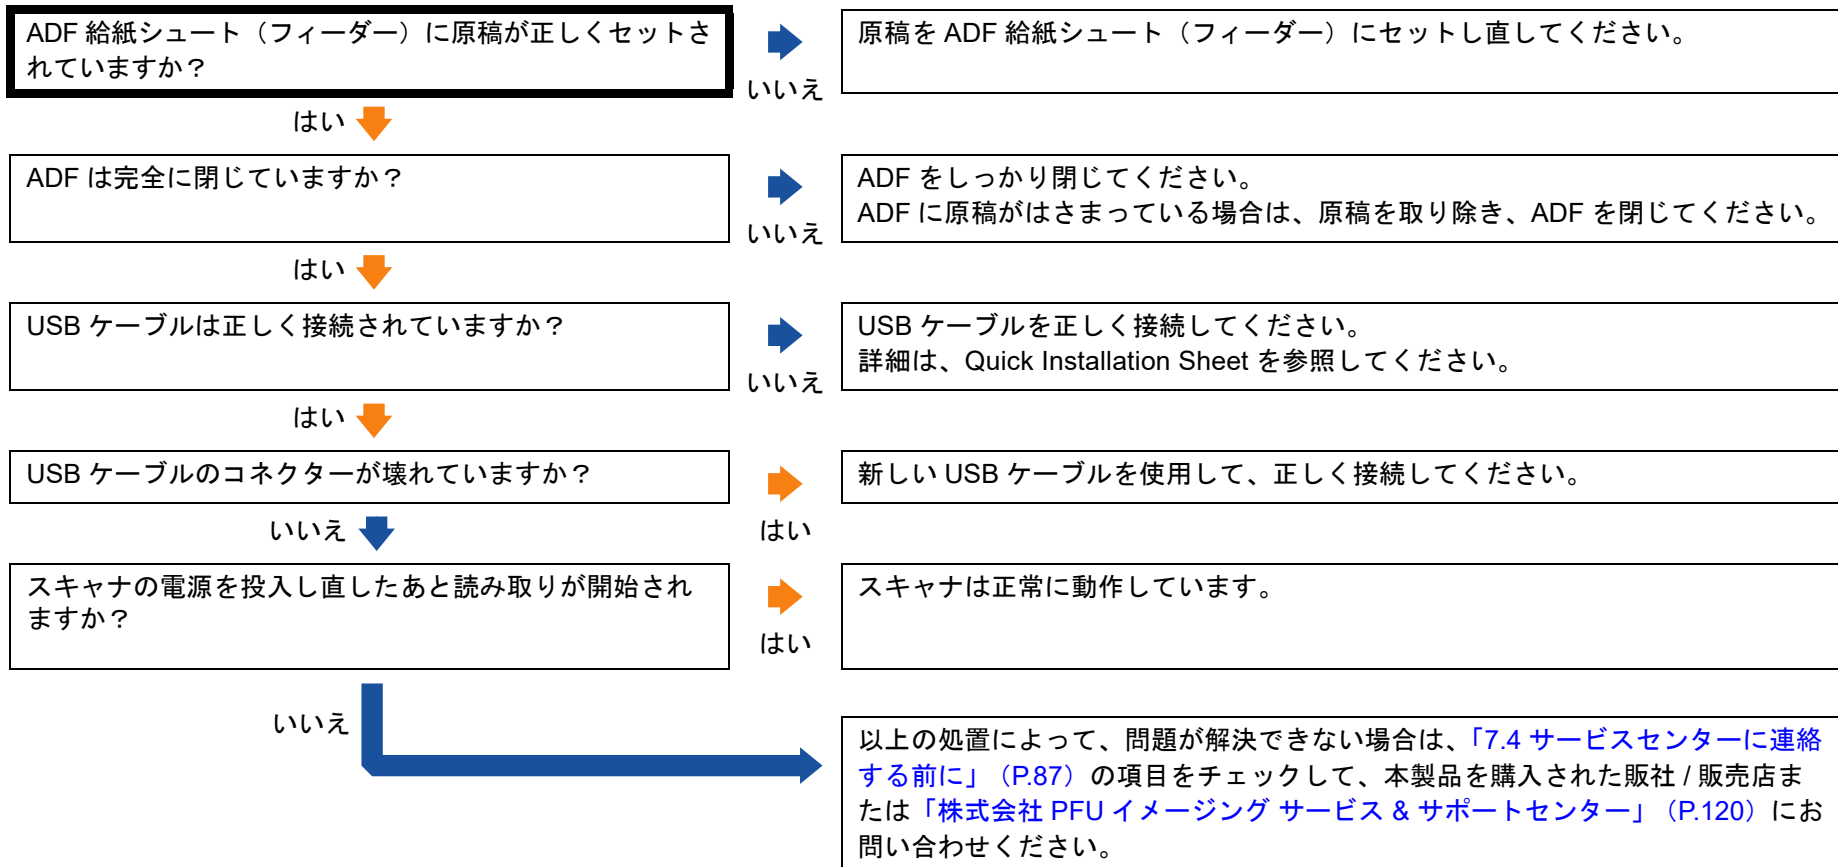 ADF 給紙シュート（フィーダー）に原稿が正しくセットさ
れていますか？
いいえ
原稿を ADF 給紙シュート（フィーダー）にセットし直してください。
はい
ADF は完全に閉じていますか？
いいえ
ADF をしっかり閉じてください。
ADF に原稿がはさまっている場合は、原稿を取り除き、ADF を閉じてください。
はい
USB ケーブルは正しく接続されていますか？
いいえ
USB ケーブルを正しく接続してください。
詳細は、Quick Installation Sheet を参照してください。
はい
USB ケーブルのコネクターが壊れていますか？
はい
新しい USB ケーブルを使用して、正しく接続してください。
いいえ
スキャナの電源を投入し直したあと読み取りが開始され
ますか？
はい
スキャナは正常に動作しています。
いいえ
以上の処置によって、問題が解決できない場合は、「7.4 サービスセンターに連絡
する前に」（P.87）の項目をチェックして、本製品を購入された販社 / 販売店ま
たは「株式会社 PFU イメージング サービス & サポートセンター」（P.120）にお
問い合わせください。